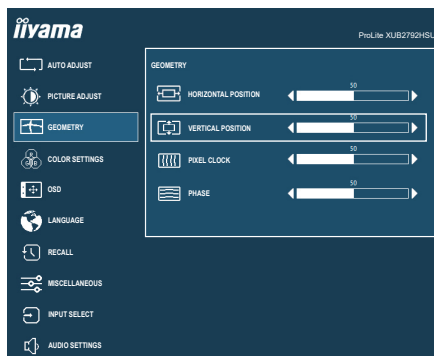 iiyama
ProLite XUB2792HSU
AUTO ADJUST
PICTURE ADJUST
GEOMETRY
COLOR SETTINGS
OSD
LANGUAGE
RECALL
MISCELLANEOUS
INPUT SELECT
AUDIO SETTINGS
GEOMETRY
HORIZONTAL POSITION
50
VERTICAL POSITION
50
PIXEL CLOCK
50
PHASE
50
R
G B